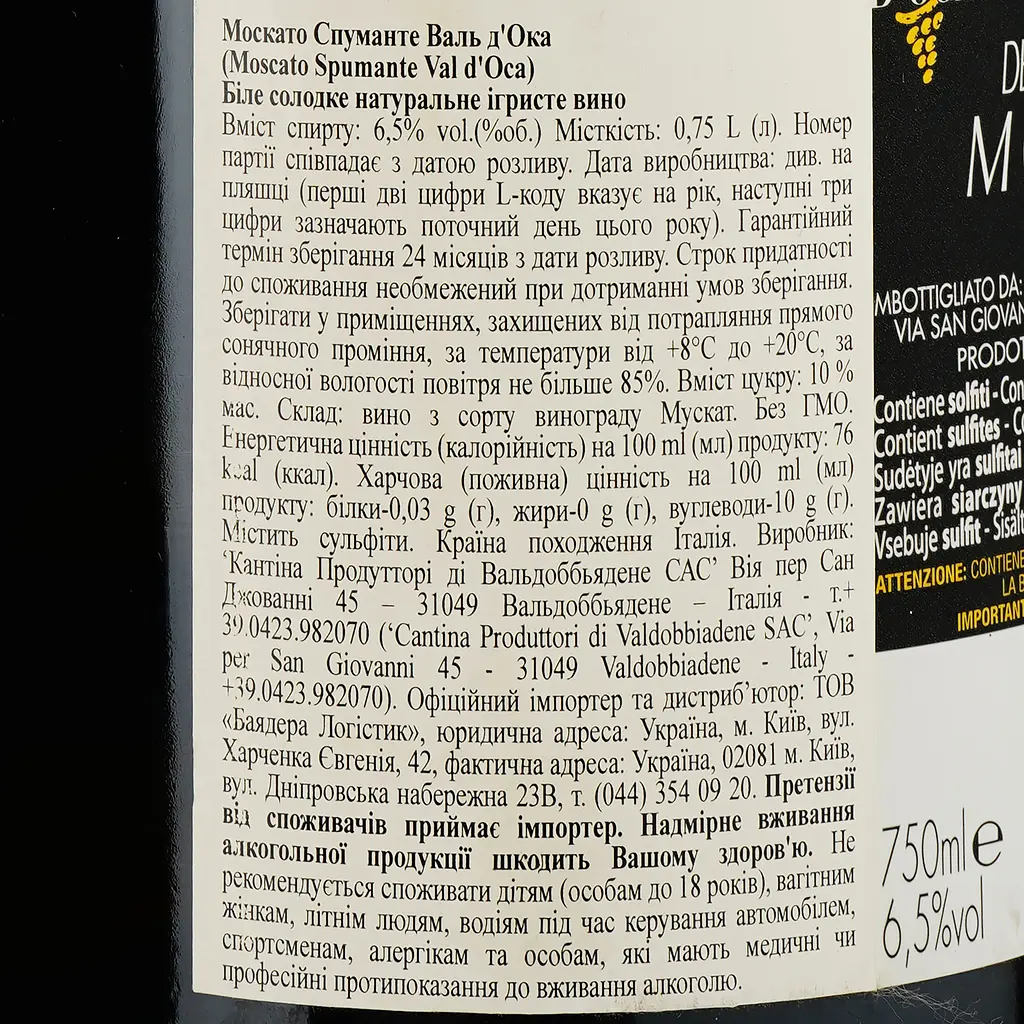 Москато Спуманте Валь д'Ока
(Moscato Spumante Val d'Oca)
Біле солодке натуральне ігристе вино
Вміст спирту: 6,5% vol.(%об.) Місткість: 0,75 L (л). Номер
партії співпадає з датою розливу. Дата виробництва: див. на
пляшці (перші дві цифри L-коду вказує на рік, наступні три
цифри зазначають поточний день цього року). Гарантійний
термін зберігання 24 місяців з дати розливу. Строк придатності
до споживання необмежений при дотриманні умов зберігання.
Зберігати у приміщеннях, захищених від потрапляння прямого
сонячного проміння, за температури від +8°C до +20°C, за
відносної вологості повітря не більше 85%. Вміст цукру: 10 %
мас. Склад: вино з сорту винограду Мускат. Без ГМО.
Енергетична цінність (калорійність) на 100 ml (мл) продукту: 76
kcal (ккал). Харчова (поживна) цінність на 100 ml (мл)
продукту: білки-0,03 g (г), жири-0 g (г), вуглеводи-10 g (г).
Містить сульфіти. Країна походження Італія. Виробник:
‘Кантіна Продутторі ді Вальдоббьядене САС’ Вія пер Сан
Джованні 45 – 31049 Вальдоббьядене – Італія - т.+
39.0423.982070 (‘Cantina Produttori di Valdobbiadene SAC’, Via
per San Giovanni 45 - 31049 Valdobbiadene - Italy -
+39.0423.982070). Офіційний імпортер та дистриб’ютор: ТОВ
«Баядера Логістик», юридична адреса: Україна, м. Київ, вул.
Харченка Євгенія, 42, фактична адреса: Україна, 02081 м. Київ,
вул. Дніпровська набережна 23В, т. (044) 354 09 20. Претензії
від споживачів приймає імпортер. Надмірне вживання
алкогольної продукції шкодить Вашому здоров'ю. Не
рекомендується споживати дітям (особам до 18 років), вагітним
жінкам, літнім людям, водіям під час керування автомобілем,
спортсменам, алергікам та особам, які мають медичні чи
професійні протипоказання до вживання алкоголю.
DE
M
MBOTTIGLIATO DA:
VIA SAN GIOVAN
PRODOT
Contiene solfiti - Con
Contient sulfites - Co
Sudėtyje yra sulfitai
Zawiera siarczyny
Vsebuje sulfit - Sisält
ATTENZIONE: CONTIENE
LA B
IMPORTANT
750ml e
6,5%vol